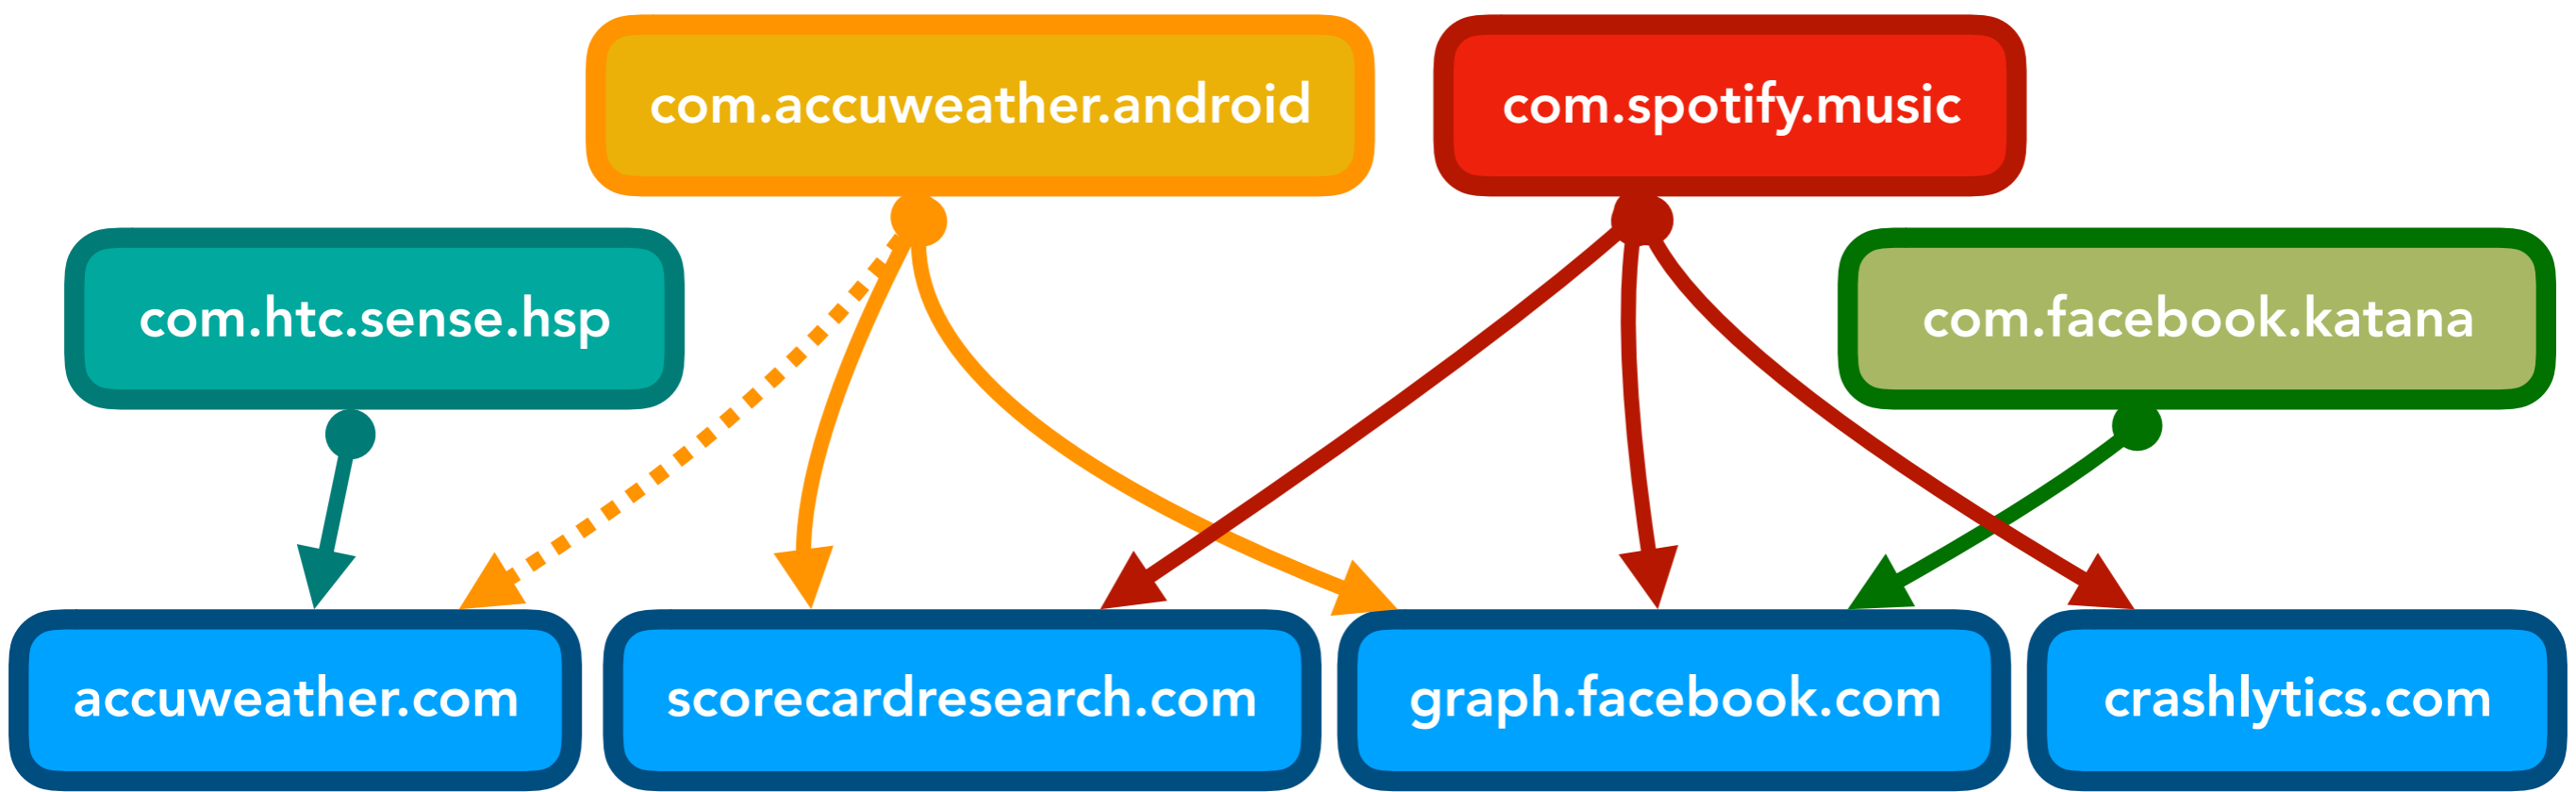 com.accuweather.android
com.spotify.music
com.htc.sense.hsp
com.facebook.katana
accuweather.com
scorecardresearch.com
graph.facebook.com
crashlytics.com